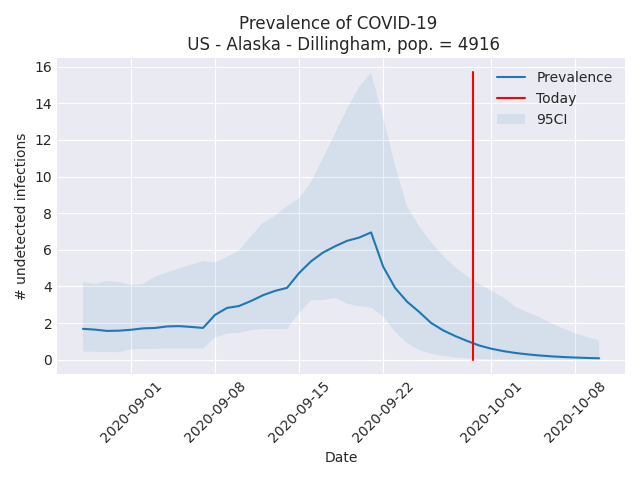 Prevalence of COVID-19
US - Alaska - Dillingham, pop. = 4916
16
14
12
10
8
6
4
2
0
# undetected infections
Prevalence
Today
95CI
2020-09-01
2020-09-08
2020-09-15
2020-09-22
2020-10-01
2020-10-08
Date